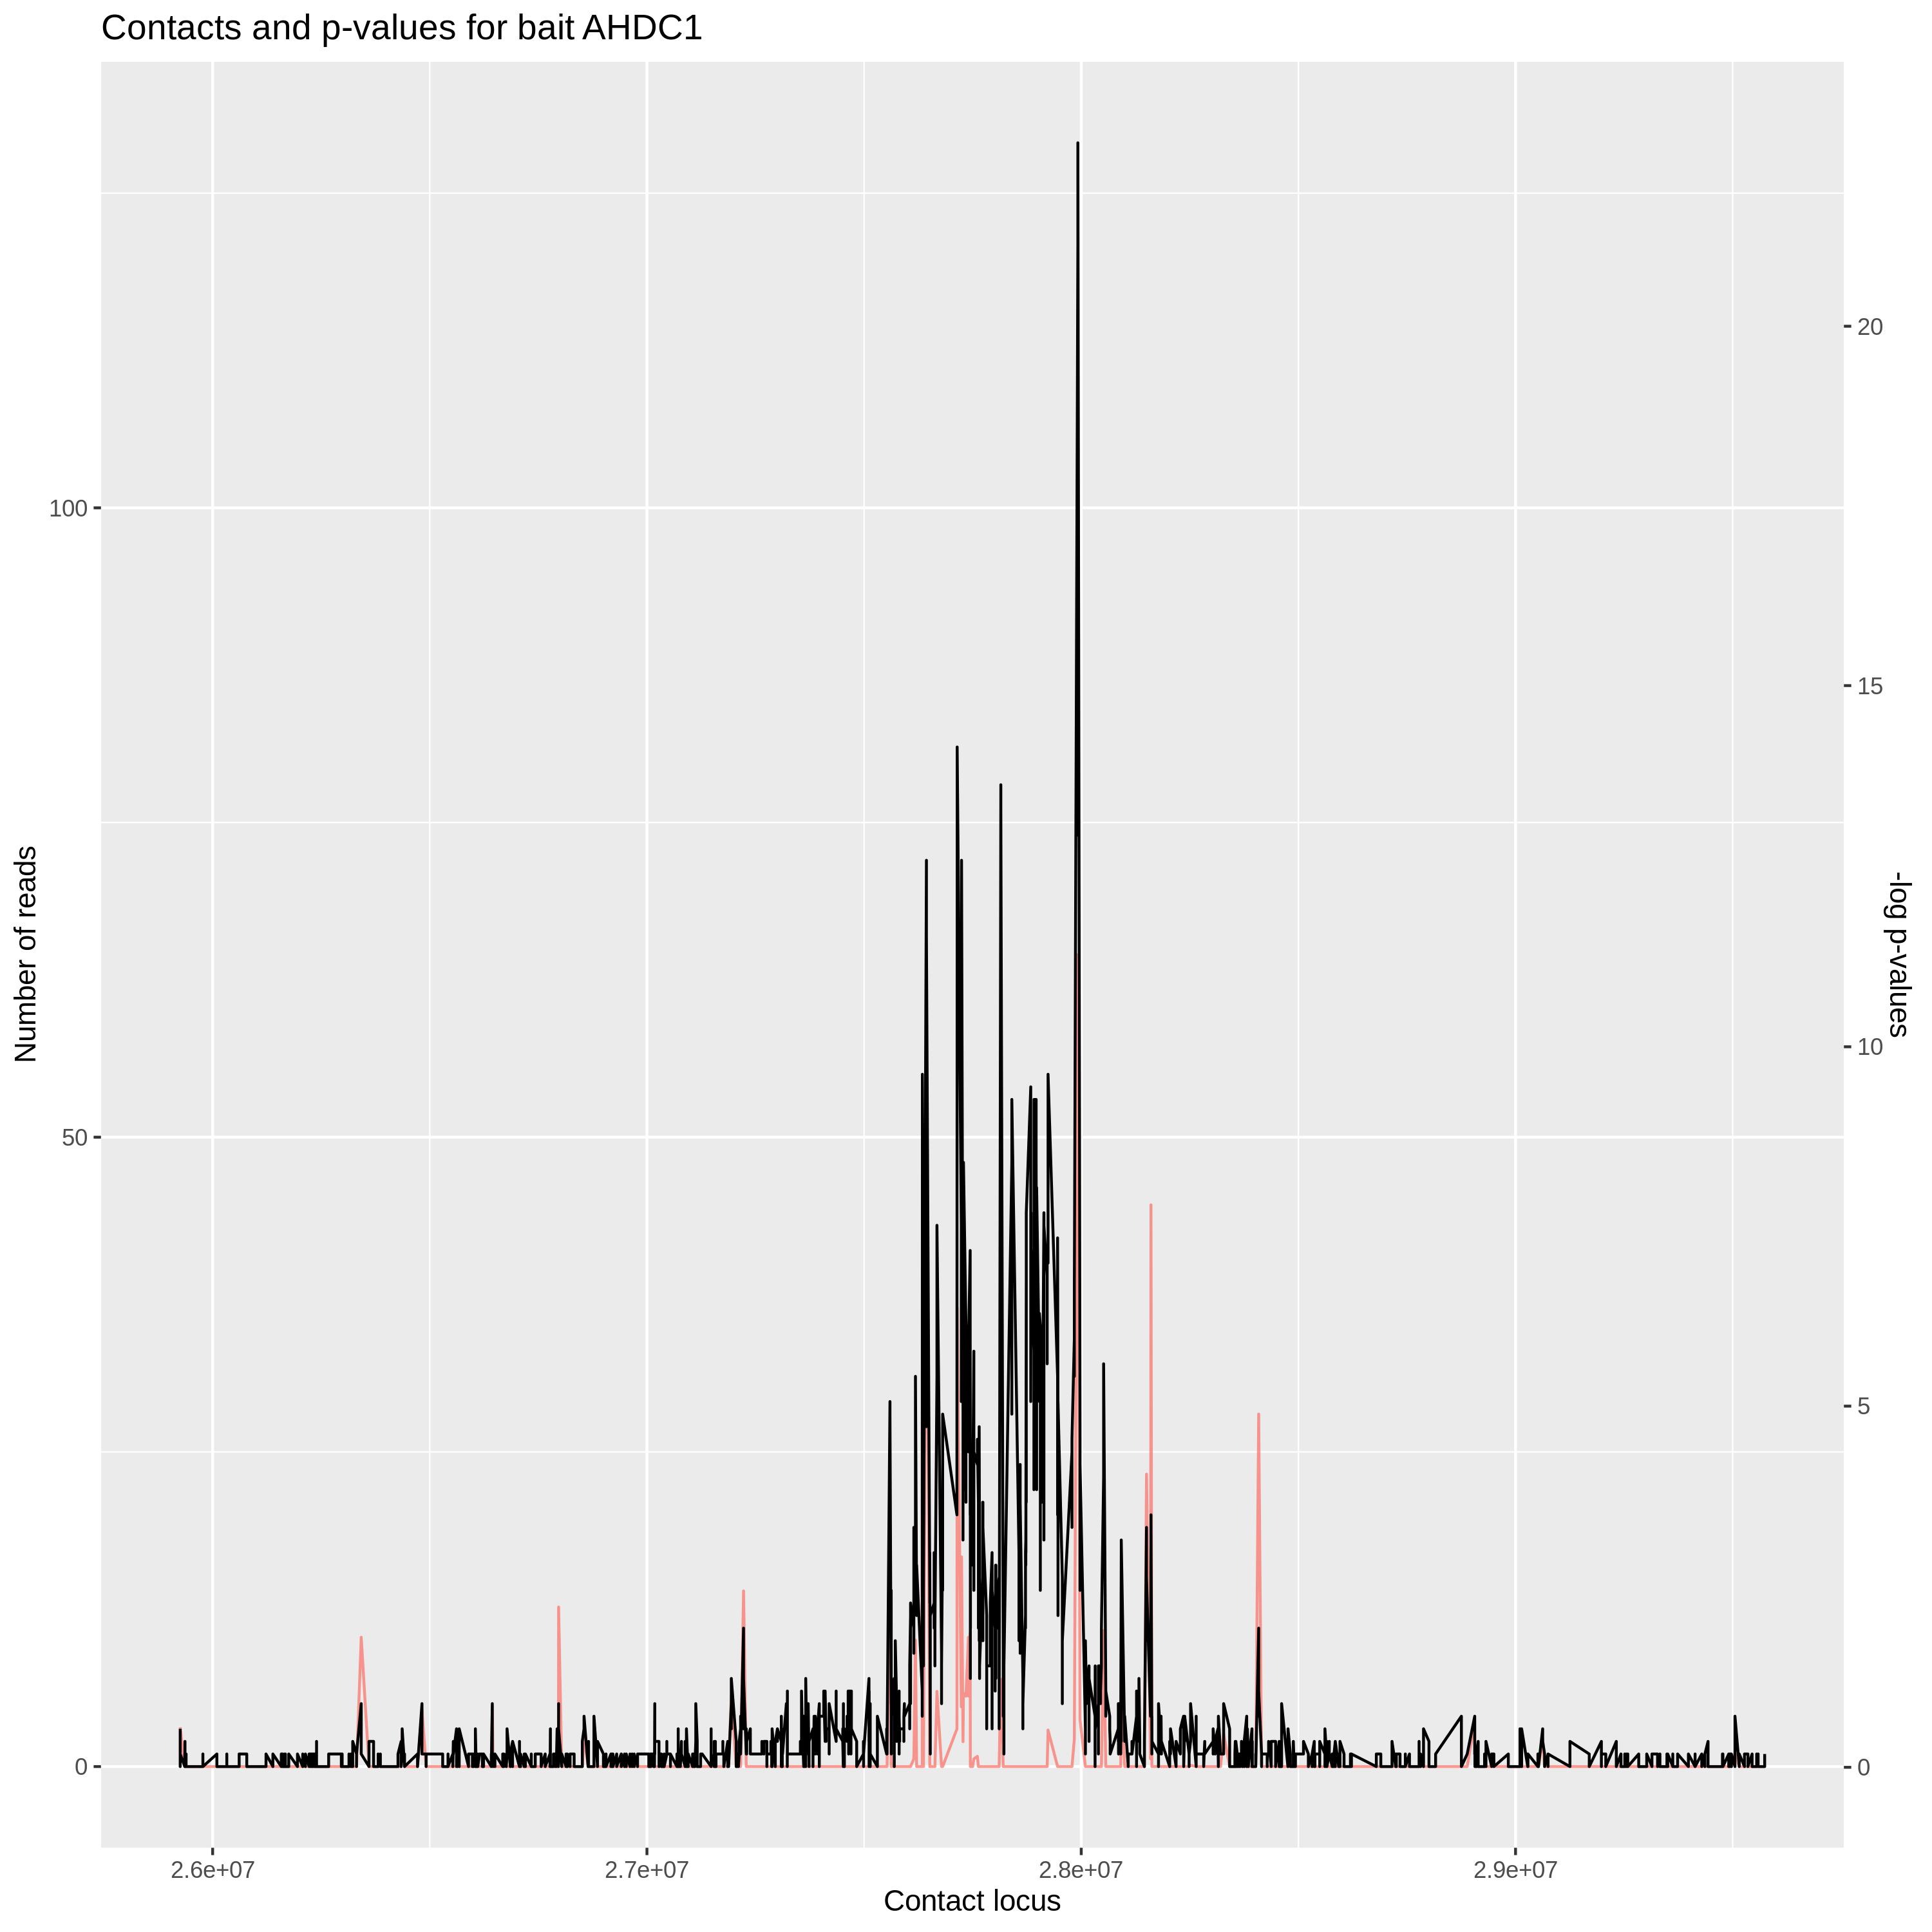 Contacts and p-values for bait AHDC1
Number of reads
100
50
0
-log p-values
20
15
10
5
0
2.6e+07
2.7e+07
2.8e+07
2.9e+07
Contact locus